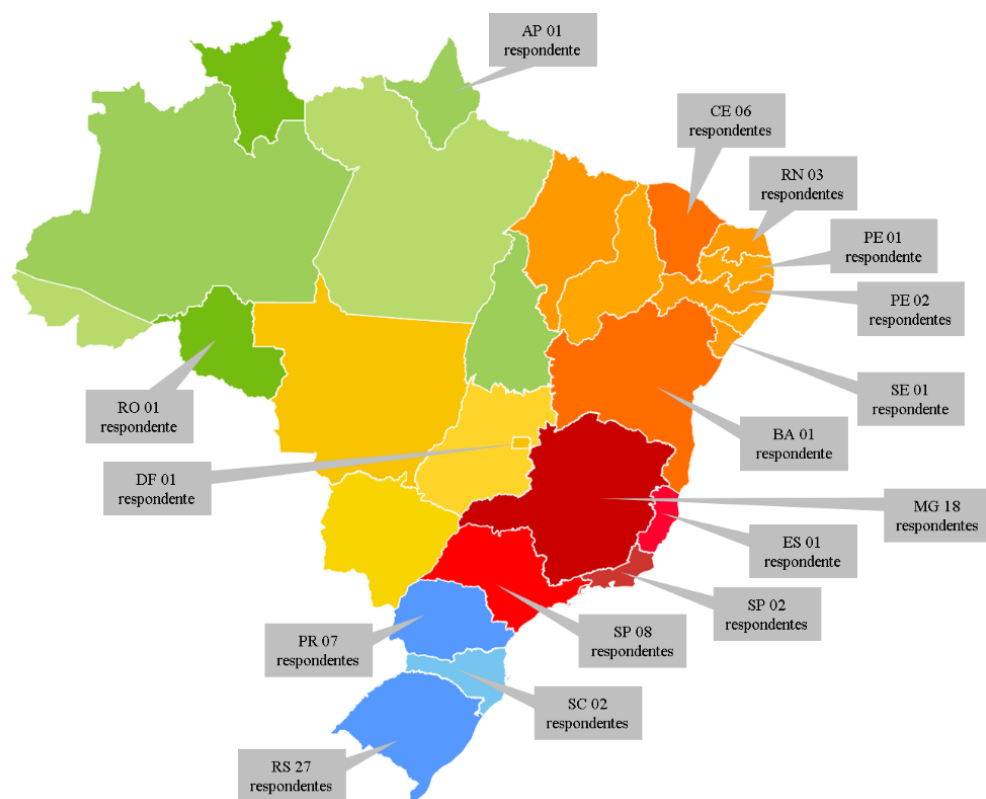 AP 01
respondente
CE 06
respondentes
RN 03
respondentes
PE 01
respondente
PE 02
respondentes
SE 01
respondente
RO 01
respondente
BA 01
respondente
DF 01
respondente
MG 18
respondentes
ES 01
respondente
SP 02
respondentes
PR 07
respondentes
SP 08
respondentes
SC 02
respondentes
RS 27
respondentes